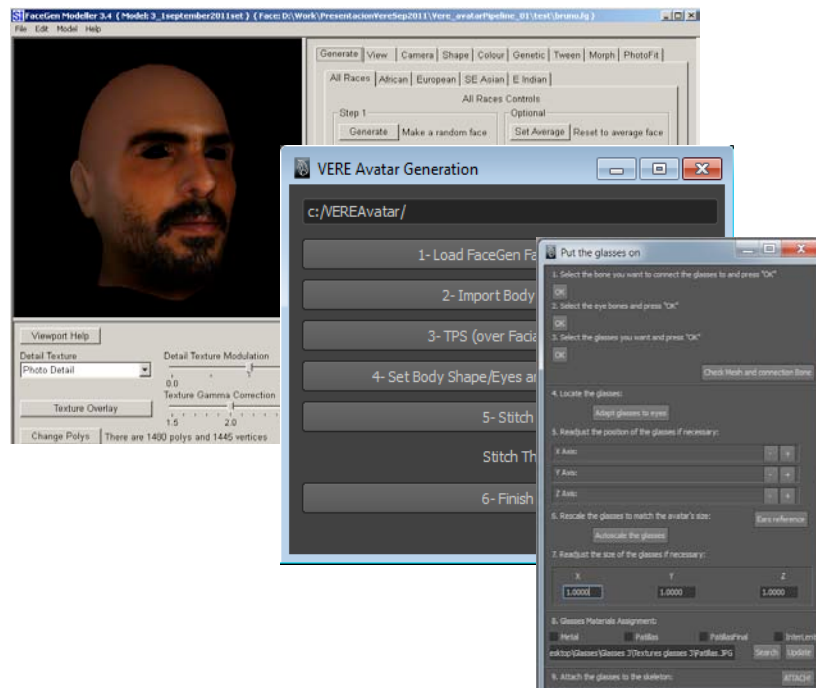 FaceGen Modeller 3.4 ( Model: 3_1september2011set ) ( Face: D:\Work\PresentacionVereSep2011\Vere_avatarPipeline_01\test\bruno.fg )
File Edit Model Help
Generate View Camera Shape Colour Genetic Tween Morph PhotoFit
All Races African European SE Asian E Indian
All Races Controls
Step 1 Optional
Generate Make a random face Set Average Reset to average face
Viewport Help
Detail Texture Detail Texture Modulation
Photo Detail
0.0
Texture Gamma Correction
Texture Overlay
1.5 2.0
Change Polys There are 1480 polys and 1445 vertices
VERE Avatar Generation
c:/VEREAvatar/
1- Load FaceGen Fa
2- Import Body
3- TPS (over Facia
4- Set Body Shape/Eyes an
5- Stitch
Stitch Th
6- Finish
Put the glasses on
1. Select the bone you want to connect the glasses to and press "OK"
OK
2. Select the eye bones and press "OK"
OK
3. Select the glasses you want and press "OK"
OK
Check Mesh and connection Bone
4. Locate the glasses:
Adapt glasses to eyes
5. Readjust the position of the glasses if necessary:
X Axis: - +
Y Axis: - +
Z Axis: - +
6. Rescale the glasses to match the avatar's size: Ears reference
Autoscale the glasses
7. Readjust the size of the glasses if necessary:
X Y Z
1.0000 1.0000 1.0000
8. Glasses Materials Assignment:
Metal Patillas PatillasFinal InterLent
esktop\Glasses\Glasses 3\Textures glasses 3\Patillas.JPG Search Update
9. Attach the glasses to the skeleton: ATTACH!